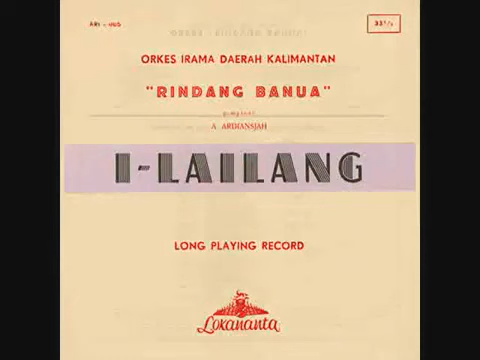 ARI - 005
33⅓
ORKES IRAMA DAERAH KALIMANTAN
"RINDANG BANUA"
A. ARDIANSJAH
I-LAILANG
LONG PLAYING RECORD
Lokananta